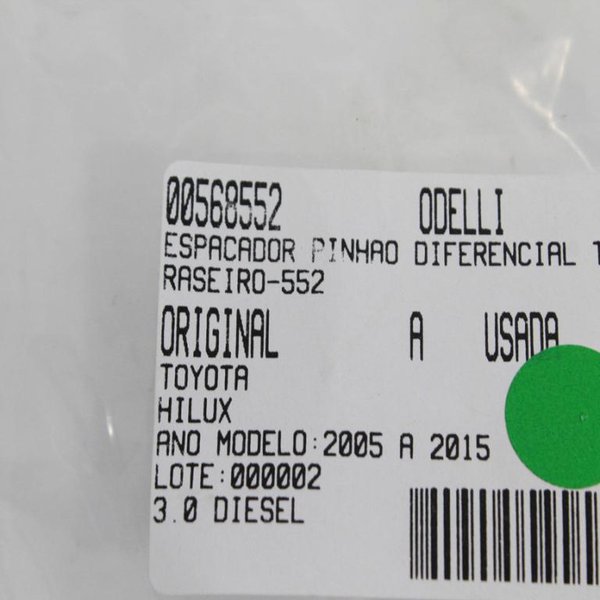 00568552 ODELLI
ESPACADOR PINHAO DIFERENCIAL T
RASEIRO-552
ORIGINAL A USADA
TOYOTA
HILUX
ANO MODELO:2005 A 2015
LOTE:000002
3.0 DIESEL